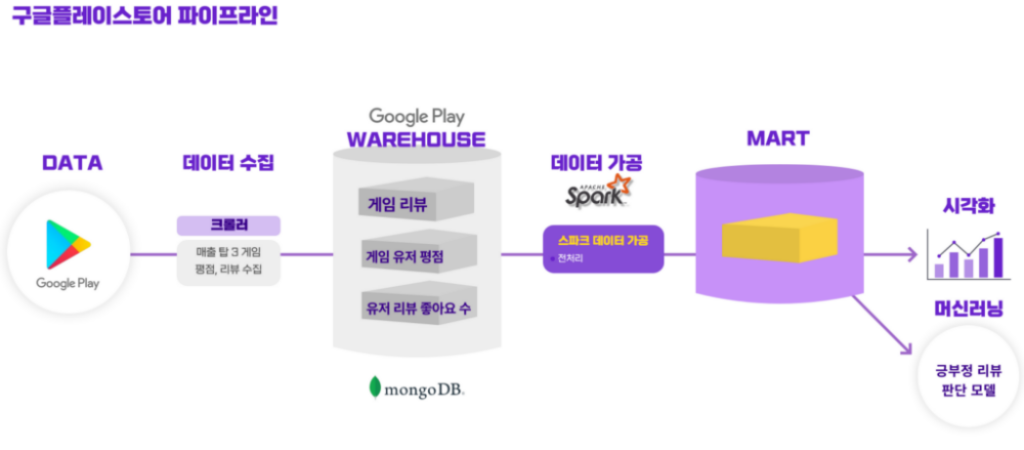 구글플레이스토어 파이프라인
DATA
Google Play
데이터 수집
크롤러
매출 탑 3 게임
평점, 리뷰 수집
Google Play
WAREHOUSE
게임 리뷰
게임 유저 평점
유저 리뷰 좋아요 수
mongoDB.
데이터 가공
APACHE
Spark
스파크 데이터 가공
전처리
MART
시각화
머신러닝
긍부정 리뷰
판단 모델